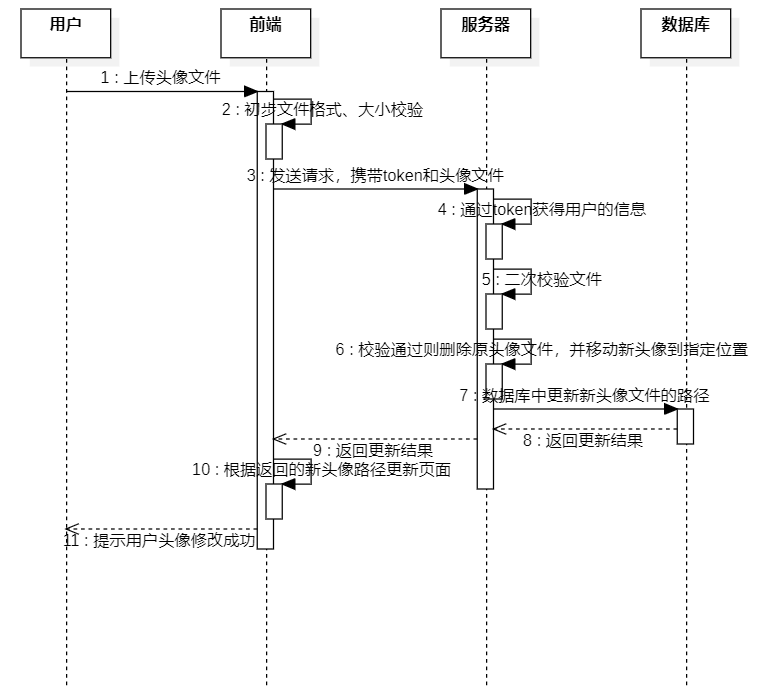 用户
前端
服务器
数据库
1 : 上传头像文件
2 : 初步文件格式、大小校验
3 : 发送请求，携带token和头像文件
4 : 通过token获得用户的信息
5 : 二次校验文件
6 : 校验通过则删除原头像文件，并移动新头像到指定位置
7 : 数据库中更新新头像文件的路径
8 : 返回更新结果
9 : 返回更新结果
10 : 根据返回的新头像路径更新页面
11 : 提示用户头像修改成功